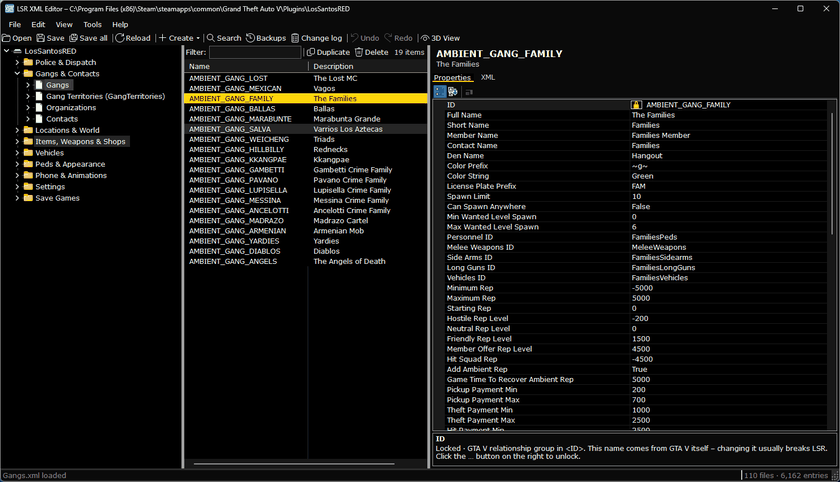 LSR XML Editor – C:\Program Files (x86)\Steam\steamapps\common\Grand Theft Auto V\Plugins\LosSantosRED
File Edit View Tools Help
Open Save Save all Reload Create Search Backups Change log Undo Redo 3D View
LosSantosRED
Police & Dispatch
Gangs & Contacts
Gangs
Gang Territories (GangTerritories)
Organizations
Contacts
Locations & World
Items, Weapons & Shops
Vehicles
Peds & Appearance
Phone & Animations
Settings
Save Games
Filter: Duplicate Delete 19 items
Name Description
AMBIENT_GANG_LOST The Lost MC
AMBIENT_GANG_MEXICAN Vagos
AMBIENT_GANG_FAMILY The Families
AMBIENT_GANG_BALLAS Ballas
AMBIENT_GANG_MARABUNTE Marabunta Grande
AMBIENT_GANG_SALVA Varrios Los Aztecas
AMBIENT_GANG_WEICHENG Triads
AMBIENT_GANG_HILLBILLY Rednecks
AMBIENT_GANG_KKANGPAE Kkangpae
AMBIENT_GANG_GAMBETTI Gambetti Crime Family
AMBIENT_GANG_PAVANO Pavano Crime Family
AMBIENT_GANG_LUPISELLA Lupisella Crime Family
AMBIENT_GANG_MESSINA Messina Crime Family
AMBIENT_GANG_ANCELOTTI Ancelotti Crime Family
AMBIENT_GANG_MADRAZO Madrazo Cartel
AMBIENT_GANG_ARMENIAN Armenian Mob
AMBIENT_GANG_YARDIES Yardies
AMBIENT_GANG_DIABLOS Diablos
AMBIENT_GANG_ANGELS The Angels of Death
AMBIENT_GANG_FAMILY
The Families
Properties XML
ID AMBIENT_GANG_FAMILY
Full Name The Families
Short Name Families
Member Name Families Member
Contact Name Families
Den Name Hangout
Color Prefix ~g~
Color String Green
License Plate Prefix FAM
Spawn Limit 10
Can Spawn Anywhere False
Min Wanted Level Spawn 0
Max Wanted Level Spawn 6
Personnel ID FamiliesPeds
Melee Weapons ID MeleeWeapons
Side Arms ID FamiliesSidearms
Long Guns ID FamiliesLongGuns
Vehicles ID FamiliesVehicles
Minimum Rep -5000
Maximum Rep 5000
Starting Rep 0
Hostile Rep Level -200
Neutral Rep Level 0
Friendly Rep Level 1500
Member Offer Rep Level 4500
Hit Squad Rep -4500
Add Ambient Rep True
Game Time To Recover Ambient Rep 5000
Pickup Payment Min 200
Pickup Payment Max 700
Theft Payment Min 1000
Theft Payment Max 2500
Hit Payment Min 2500
ID
Locked - GTA V relationship group in <ID>. This name comes from GTA V itself – changing it usually breaks LSR.
Click the ... button on the right to unlock.
Gangs.xml loaded 110 files · 6,162 entries